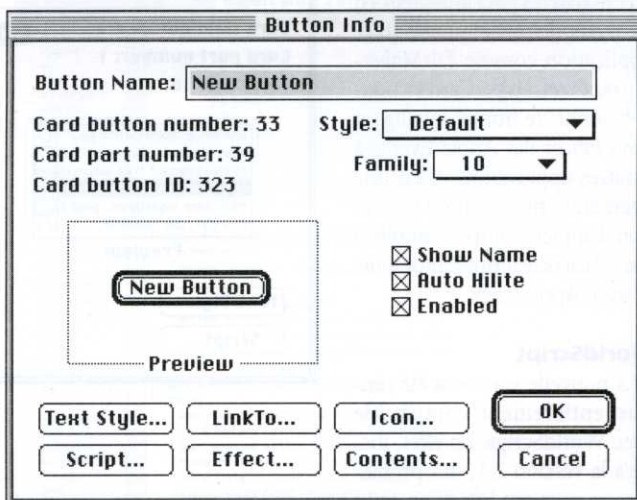 Button Info
Button Name: New Button
Card button number: 33
Style: Default
Card part number: 39
Family: 10
Card button ID: 323
New Button
Preview
Show Name
Auto Hilite
Enabled
Text Style...
LinkTo...
Icon...
OK
Script...
Effect...
Contents...
Cancel